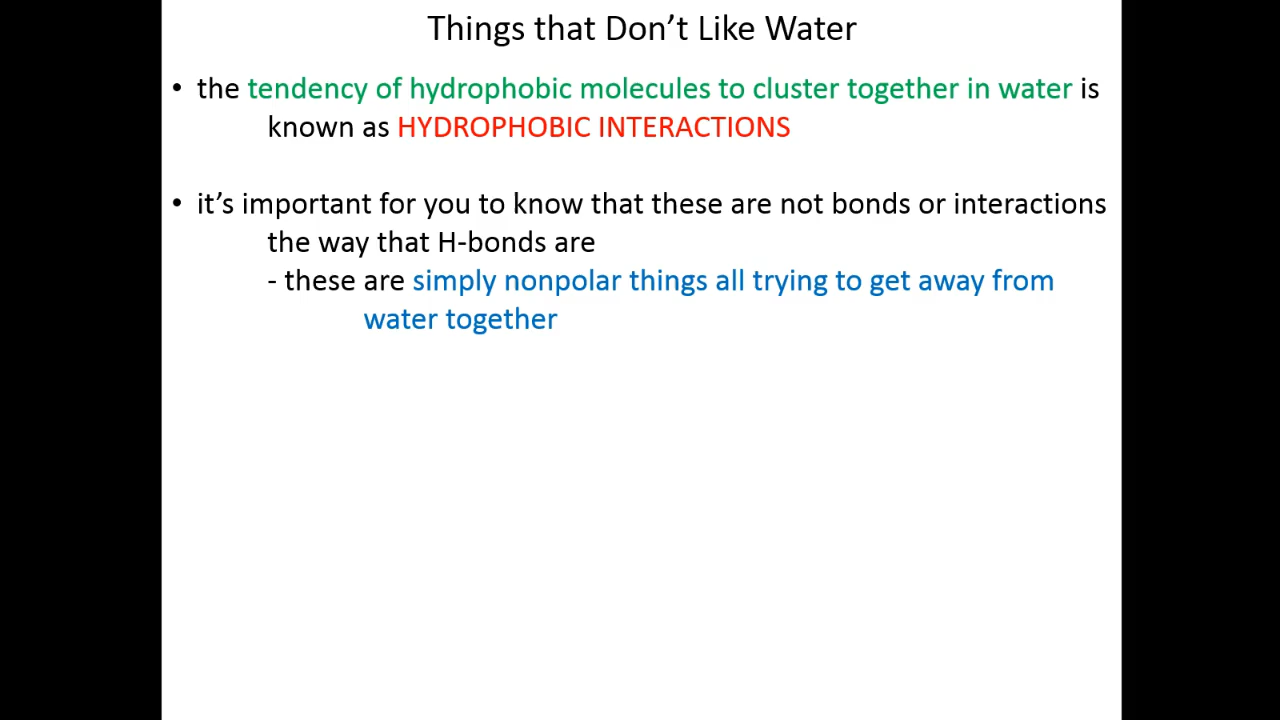 Things that Don’t Like Water
• the tendency of hydrophobic molecules to cluster together in water is
known as HYDROPHOBIC INTERACTIONS
• it’s important for you to know that these are not bonds or interactions
the way that H-bonds are
- these are simply nonpolar things all trying to get away from
water together